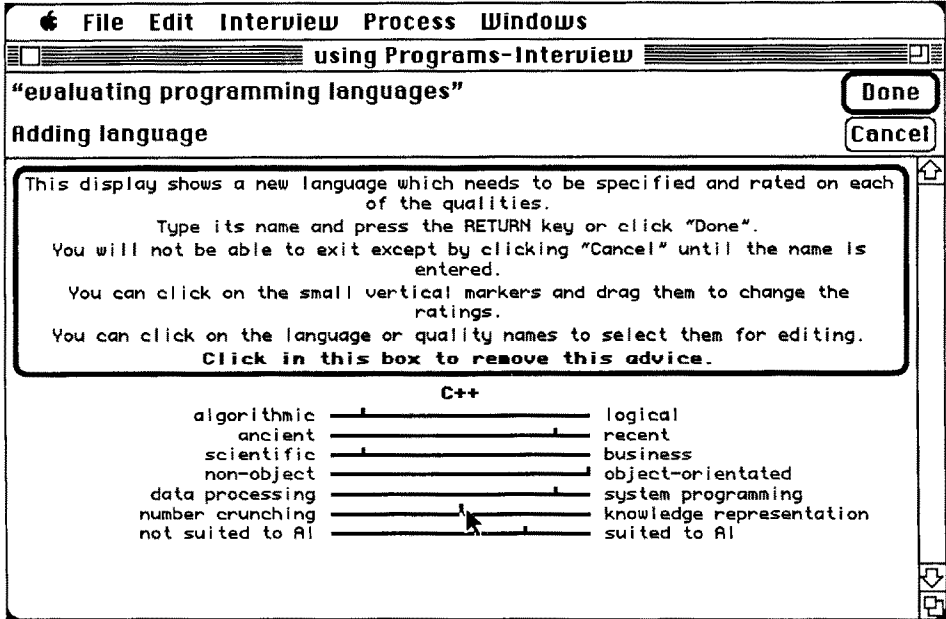 File Edit Interview Process Windows
using Programs-Interview
“evaluating programming languages”
Done
Adding language
Cancel
This display shows a new language which needs to be specified and rated on each
of the qualities.
Type its name and press the RETURN key or click "Done".
You will not be able to exit except by clicking "Cancel" until the name is
entered.
You can click on the small vertical markers and drag them to change the
ratings.
You can click on the language or quality names to select them for editing.
Click in this box to remove this advice.
C++
algorithmic logical
ancient recent
scientific business
non-object object-orientated
data processing system programming
number crunching knowledge representation
not suited to AI suited to AI